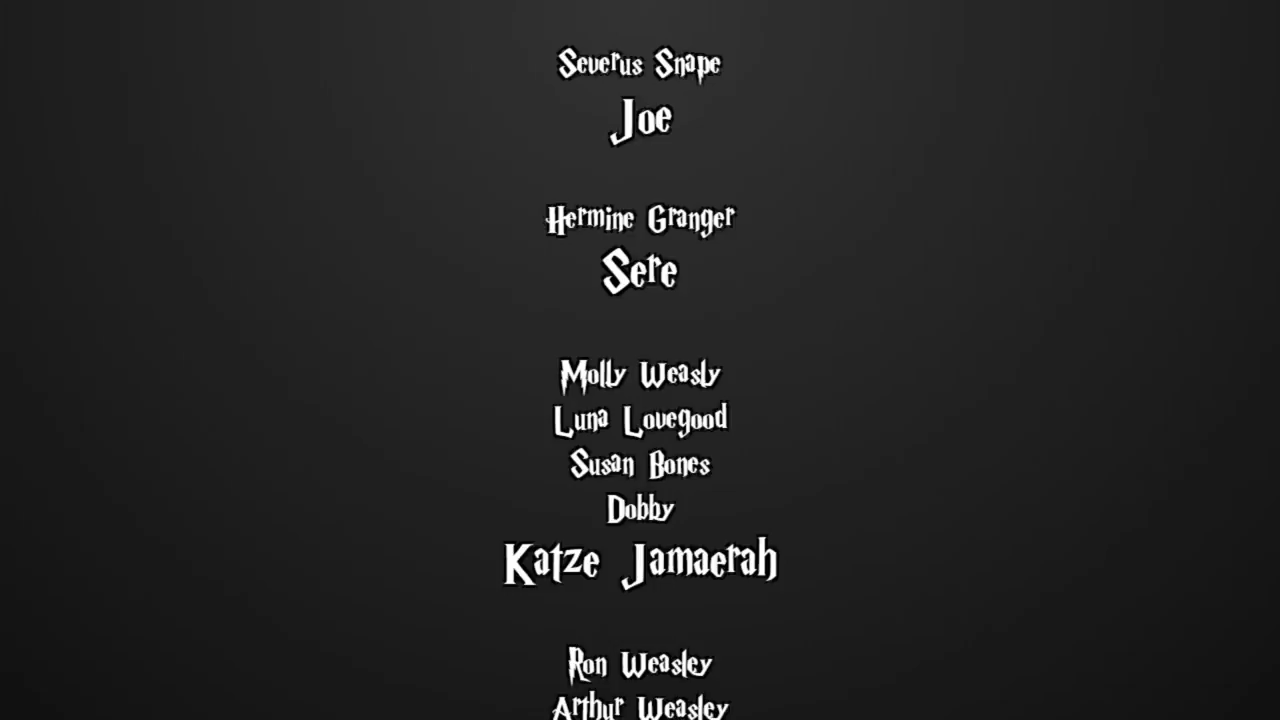 Severus Snape
Joe
Hermine Granger
Sere
Molly Weasly
Luna Lovegood
Susan Bones
Dobby
Katze Jamaerah
Ron Weasley
Arthur Weasley